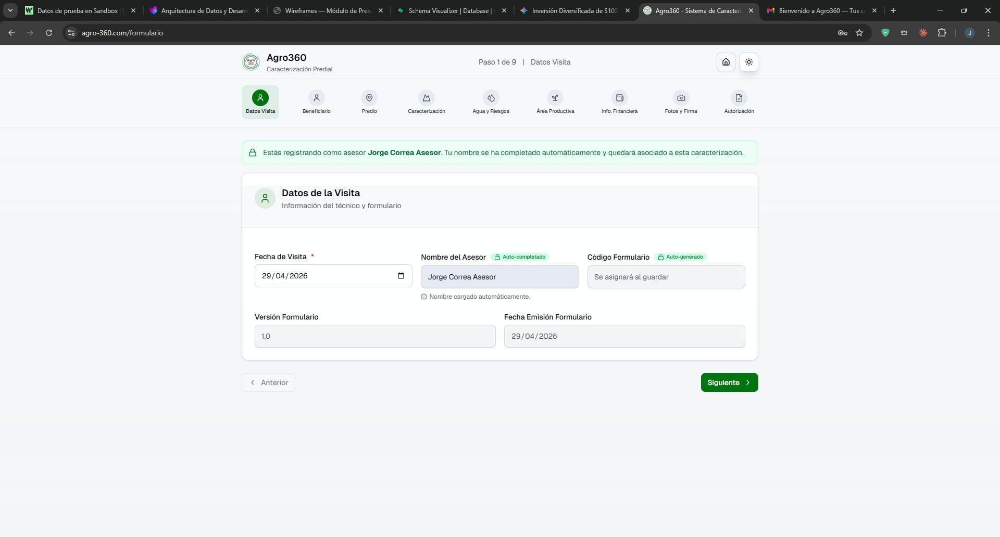 Datos de prueba en Sandbox |
Arquitectura de Datos y Desarro
Wireframes — Módulo de Pres
Schema Visualizer | Database |
Inversión Diversificada de $100
Agro360 - Sistema de Caracteri
Bienvenido a Agro360 — Tus c
agro-360.com/formulario
J
Agro 360
Agro360
Caracterización Predial
Paso 1 de 9 | Datos Visita
Datos Visita
Beneficiario
Predio
Caracterización
Agua y Riesgos
Área Productiva
Info. Financiera
Fotos y Firma
Autorización
Estás registrando como asesor Jorge Correa Asesor. Tu nombre se ha completado automáticamente y quedará asociado a esta caracterización.
Datos de la Visita
Información del técnico y formulario
Fecha de Visita *
29/04/2026
Nombre del Asesor Auto-completado
Jorge Correa Asesor
Nombre cargado automáticamente.
Código Formulario Auto-generado
Se asignará al guardar
Versión Formulario
1.0
Fecha Emisión Formulario
29/04/2026
Anterior
Siguiente